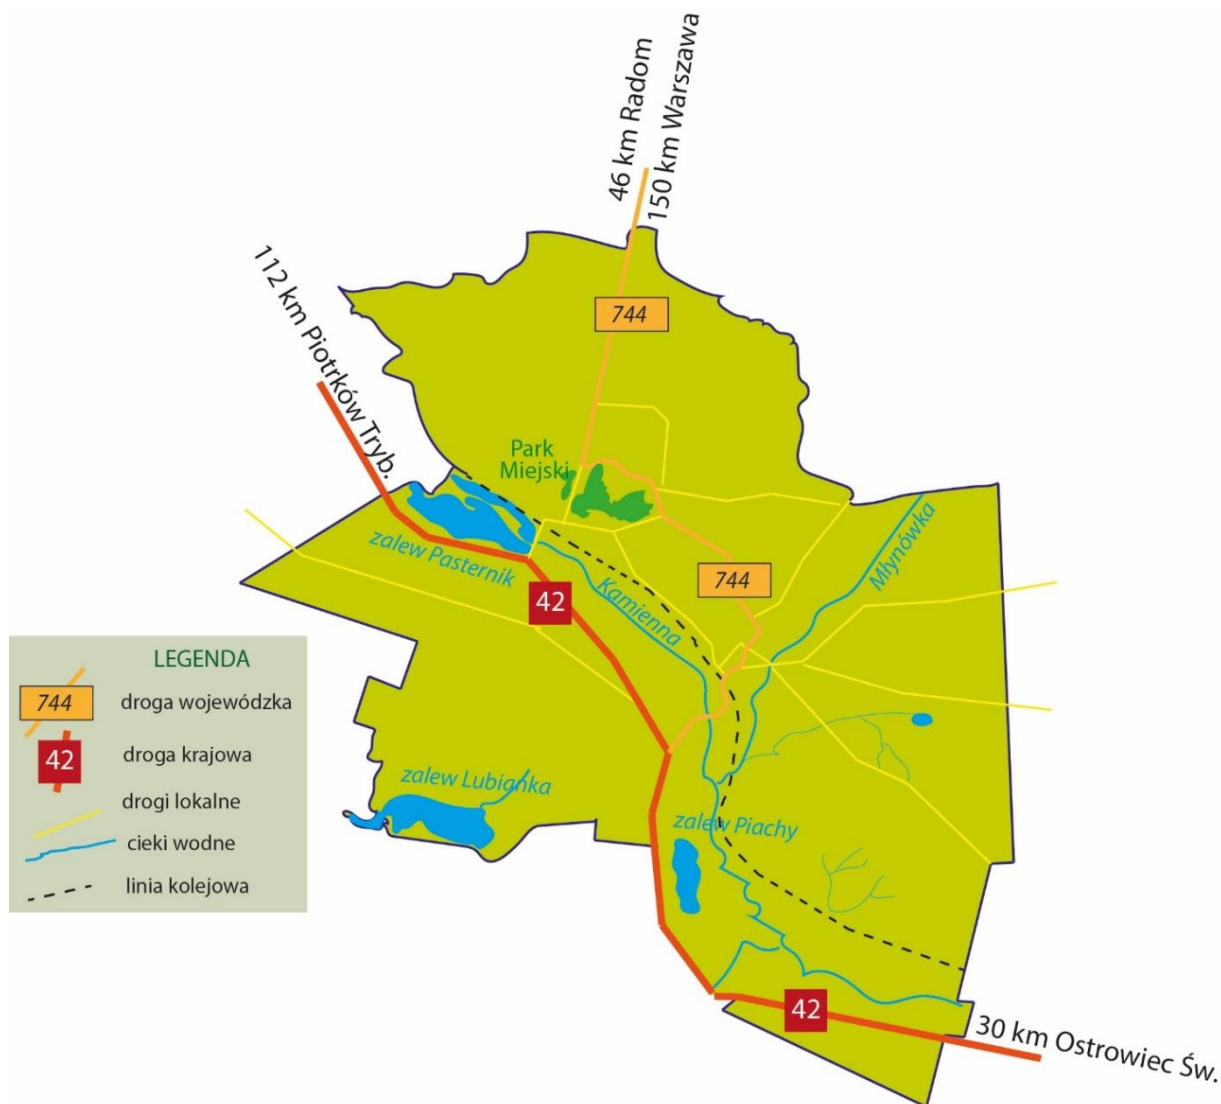 46 km Radom
150 km Warszawa
112 km Piotrków Tryb.
744
Park
Miejski
zalew Pasternik
Kamienna
Młynówka
744
42
LEGENDA
744
droga wojewódzka
42
droga krajowa
drogi lokalne
cieki wodne
linia kolejowa
zalew Lubianka
zalew Piachy
42
30 km Ostrowiec Św.